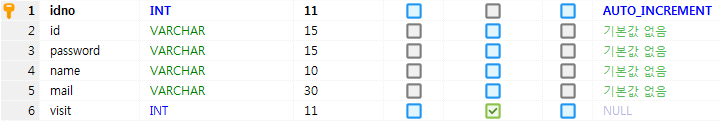 1 idno INT 11 AUTO_INCREMENT
2 id VARCHAR 15 기본값 없음
3 password VARCHAR 15 기본값 없음
4 name VARCHAR 10 기본값 없음
5 mail VARCHAR 30 기본값 없음
6 visit INT 11 NULL